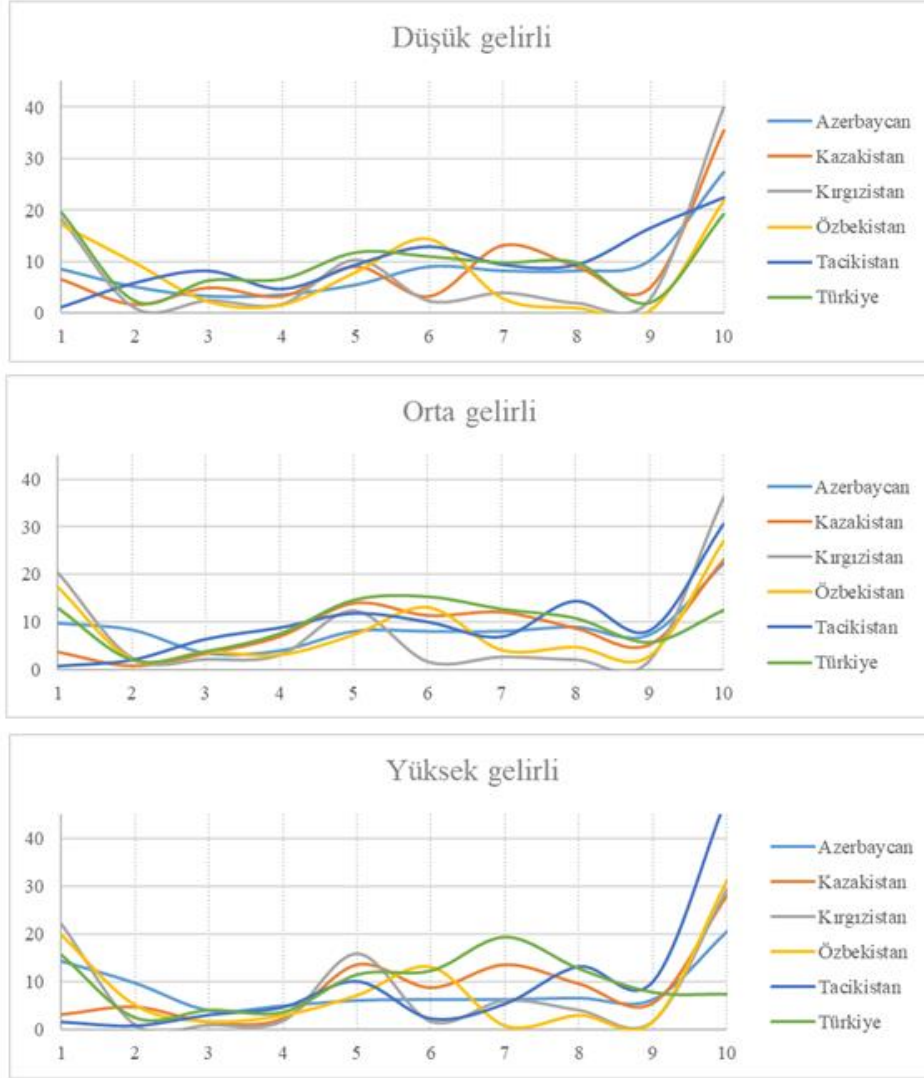 Düşük gelirli
40
30
20
10
0
1 2 3 4 5 6 7 8 9 10
Azerbaycan
Kazakistan
Kırgızistan
Özbekistan
Tacikistan
Türkiye
Orta gelirli
40
30
20
10
0
1 2 3 4 5 6 7 8 9 10
Azerbaycan
Kazakistan
Kırgızistan
Özbekistan
Tacikistan
Türkiye
Yüksek gelirli
40
30
20
10
0
1 2 3 4 5 6 7 8 9 10
Azerbaycan
Kazakistan
Kırgızistan
Özbekistan
Tacikistan
Türkiye